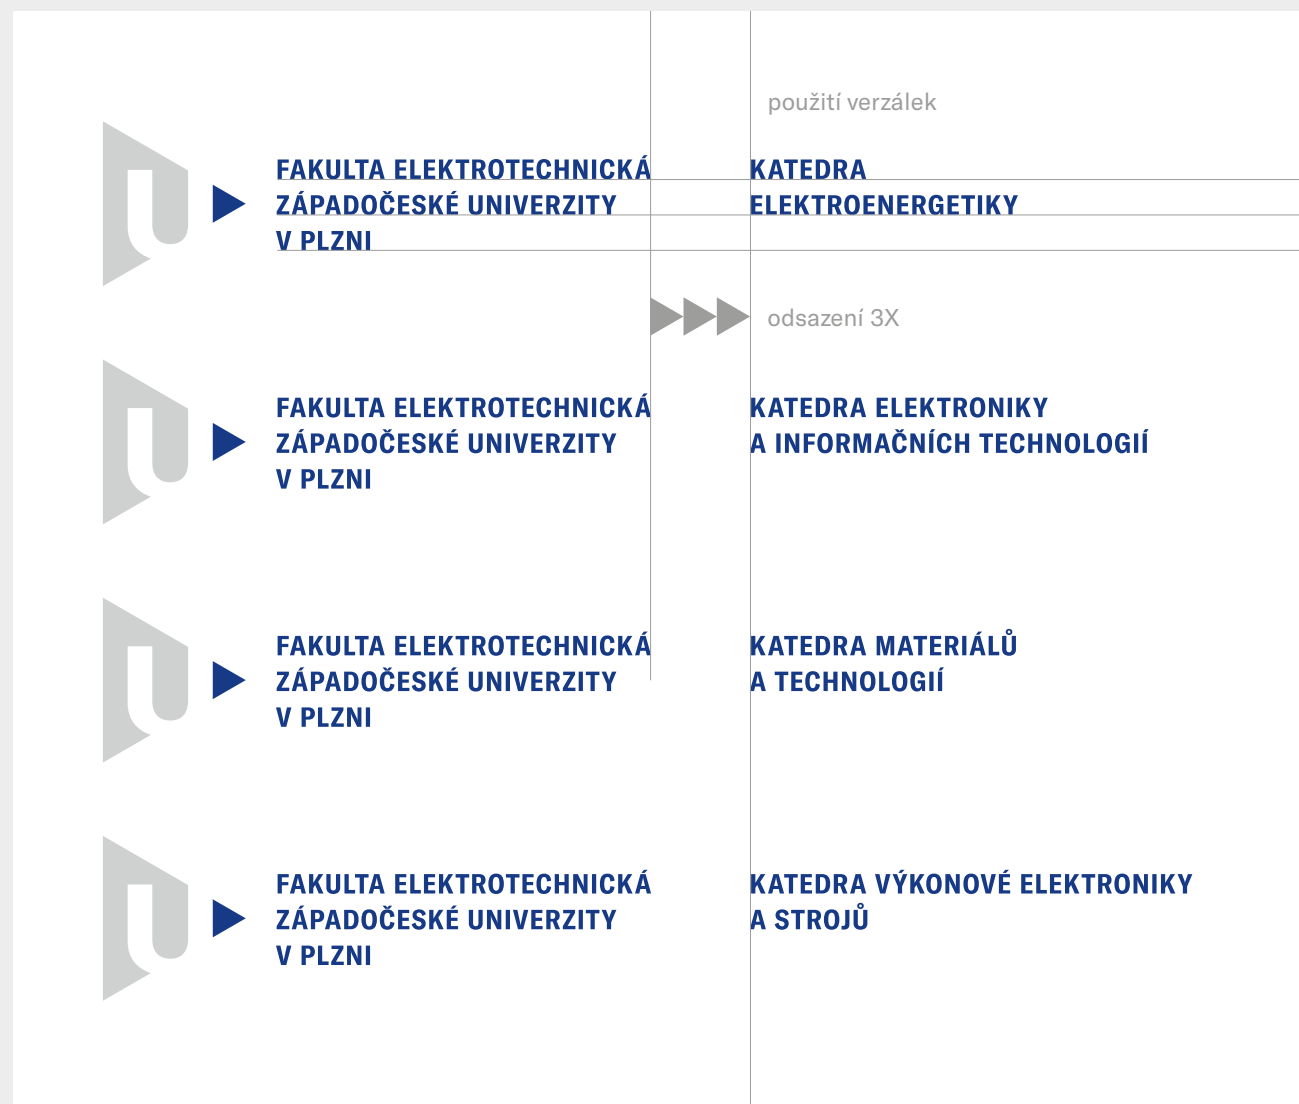 použití verzálek
FAKULTA ELEKTROTECHNICKÁ
ZÁPADOČESKÉ UNIVERZITY
V PLZNI
KATEDRA
ELEKTROENERGETIKY
odsazení 3X
FAKULTA ELEKTROTECHNICKÁ
ZÁPADOČESKÉ UNIVERZITY
V PLZNI
KATEDRA ELEKTRONIKY
A INFORMAČNÍCH TECHNOLOGIÍ
FAKULTA ELEKTROTECHNICKÁ
ZÁPADOČESKÉ UNIVERZITY
V PLZNI
KATEDRA MATERIÁLŮ
A TECHNOLOGIÍ
FAKULTA ELEKTROTECHNICKÁ
ZÁPADOČESKÉ UNIVERZITY
V PLZNI
KATEDRA VÝKONOVÉ ELEKTRONIKY
A STROJŮ